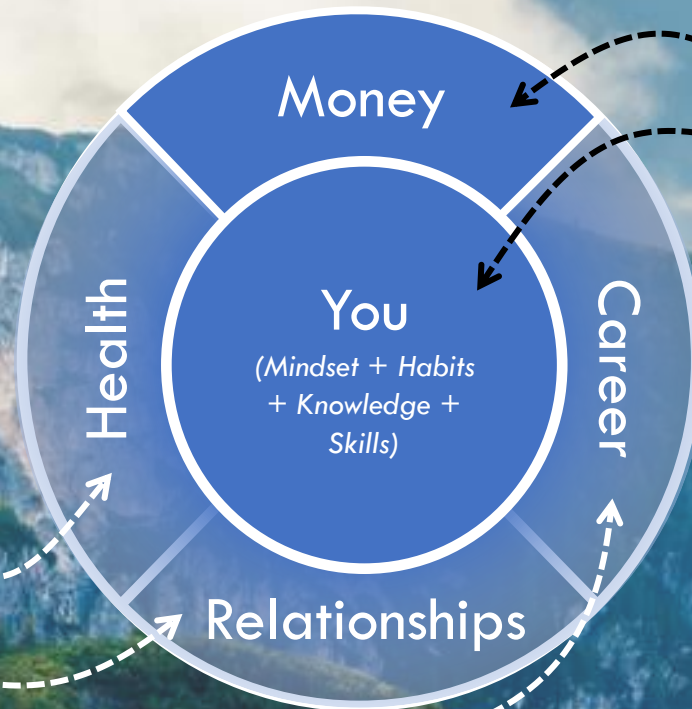 Money
You
(Mindset + Habits
+ Knowledge +
Skills)
Health
Career
Relationships